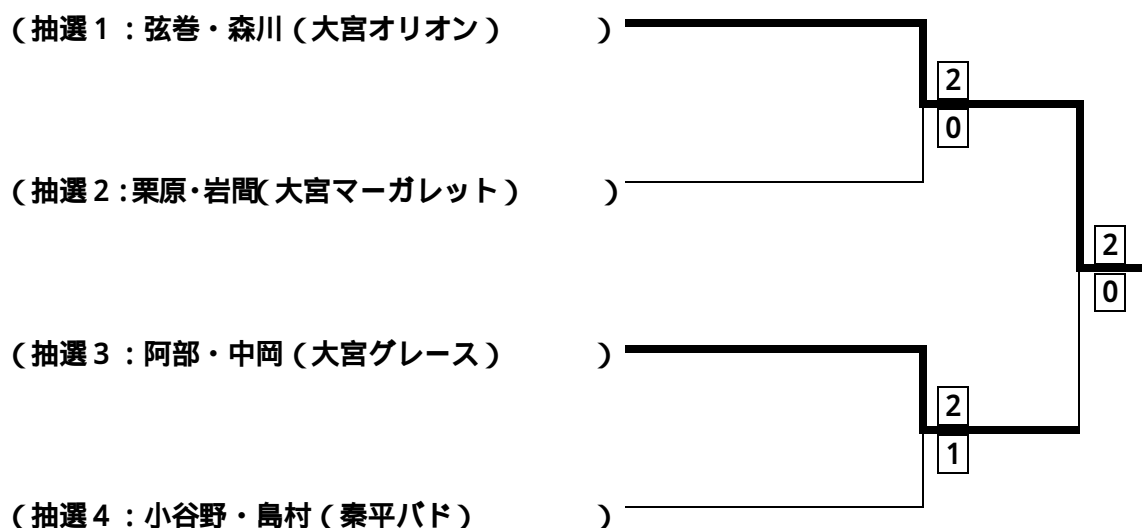 (抽選1：弦巻・森川(大宮オリオン) )
2
0
(抽選2:栗原・岩間(大宮マーガレット) )
2
0
(抽選3：阿部・中岡(大宮グレース) )
2
1
(抽選4：小谷野・島村(秦平バド) )